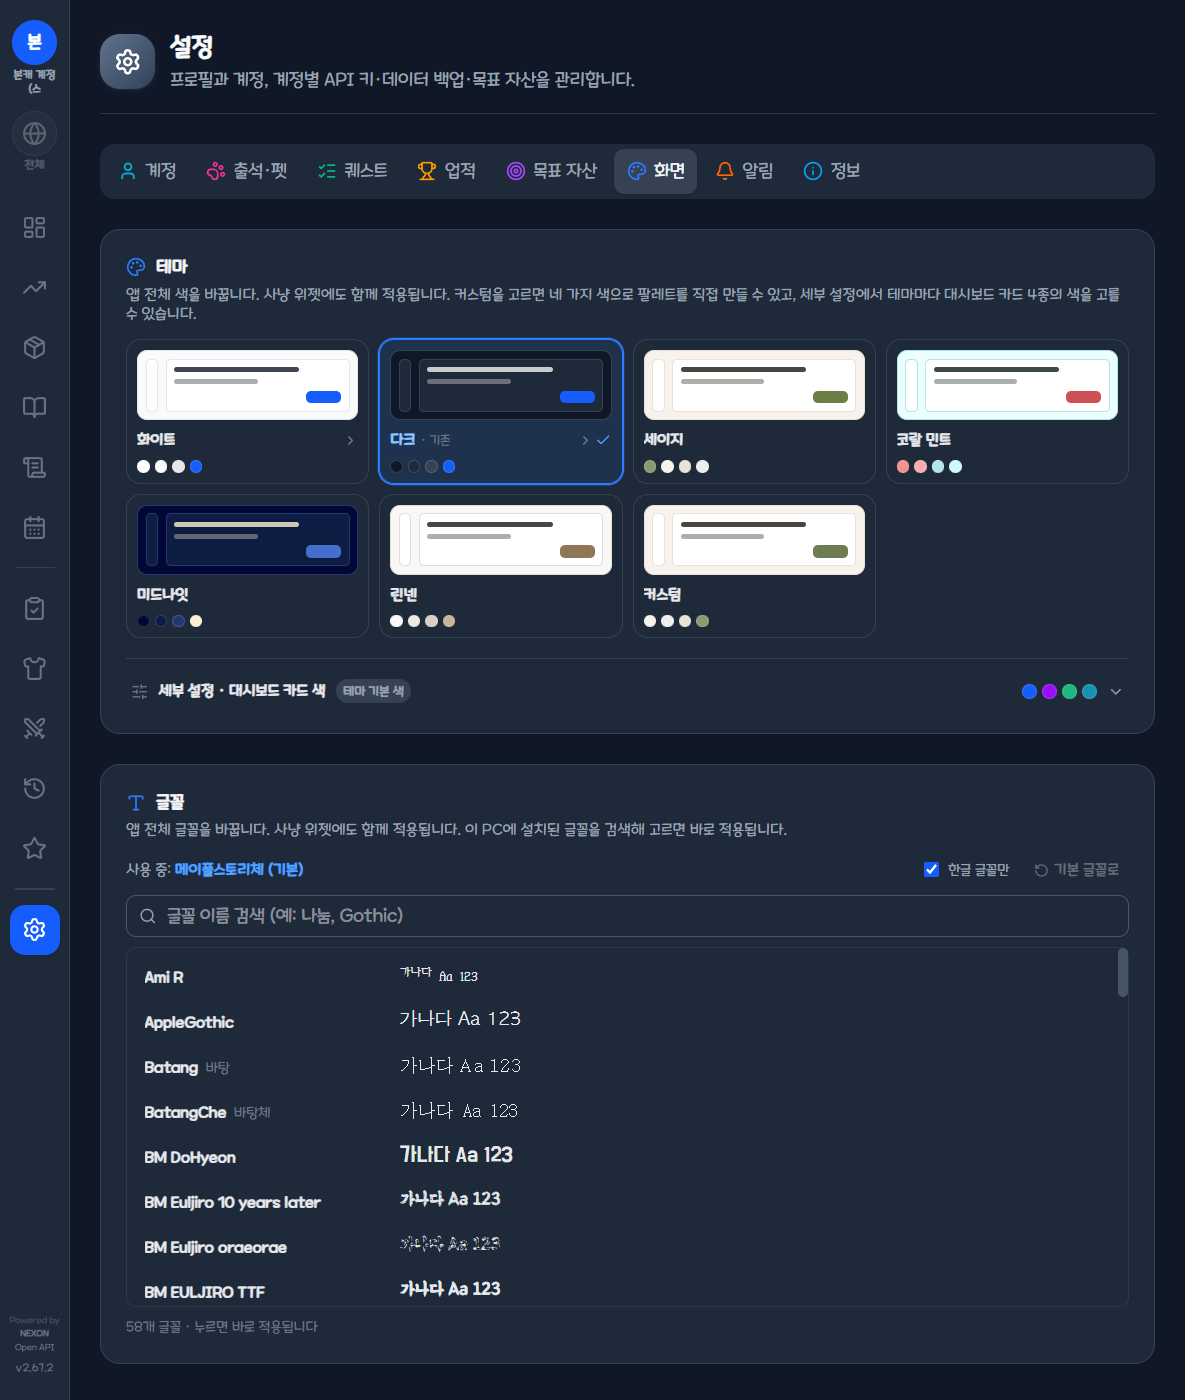 본
본캐 계정
(스
전체
Powered by
NEXON
Open API
v2.67.2
설정
프로필과 계정, 계정별 API 키·데이터 백업·목표 자산을 관리합니다.
계정
출석·펫
퀘스트
업적
목표 자산
화면
알림
정보
테마
앱 전체 색을 바꿉니다. 사냥 위젯에도 함께 적용됩니다. 커스텀을 고르면 네 가지 색으로 팔레트를 직접 만들 수 있고, 세부 설정에서 테마마다 대시보드 카드 4종의 색을 고를
수 있습니다.
화이트
다크 · 기존
세이지
코랄 민트
미드나잇
린넨
커스텀
세부 설정 · 대시보드 카드 색 테마 기본 색
글꼴
앱 전체 글꼴을 바꿉니다. 사냥 위젯에도 함께 적용됩니다. 이 PC에 설치된 글꼴을 검색해 고르면 바로 적용됩니다.
사용 중: 메이플스토리체 (기본)
한글 글꼴만
기본 글꼴로
글꼴 이름 검색 (예: 나눔, Gothic)
Ami R 가나다 Aa 123
AppleGothic 가나다 Aa 123
Batang 바탕 가나다 Aa 123
BatangChe 바탕체 가나다 Aa 123
BM DoHyeon 가나다 Aa 123
BM Euljiro 10 years later 가나다 Aa 123
BM Euljiro oraeorae 가나다 Aa 123
BM EULJIRO TTF 가나다 Aa 123
58개 글꼴 · 누르면 바로 적용됩니다